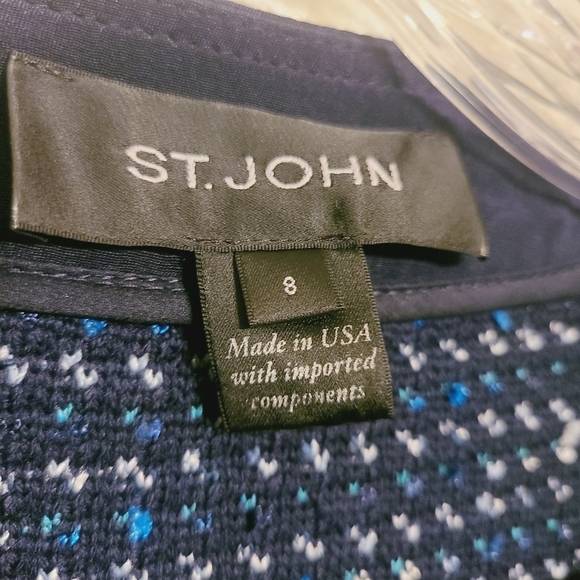 ST. JOHN
8
Made in USA
with imported
components